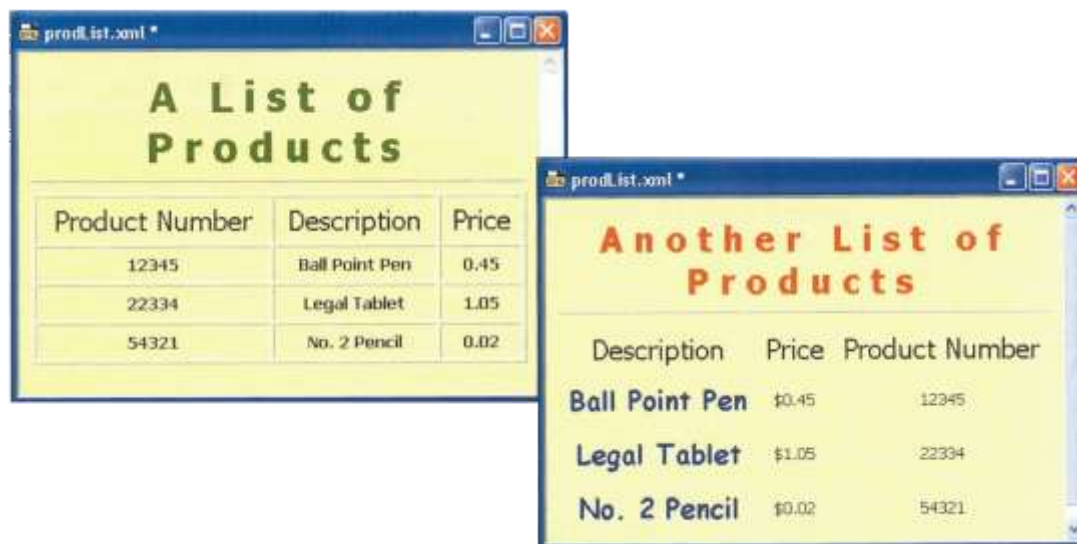 prodList.xml *
A List of
Products
Product Number Description Price
12345 Ball Point Pen 0.45
22334 Legal Tablet 1.05
54321 No. 2 Pencil 0.02
prodList.xml *
Another List of
Products
Description Price Product Number
Ball Point Pen $0.45 12345
Legal Tablet $1.05 22334
No. 2 Pencil $0.02 54321